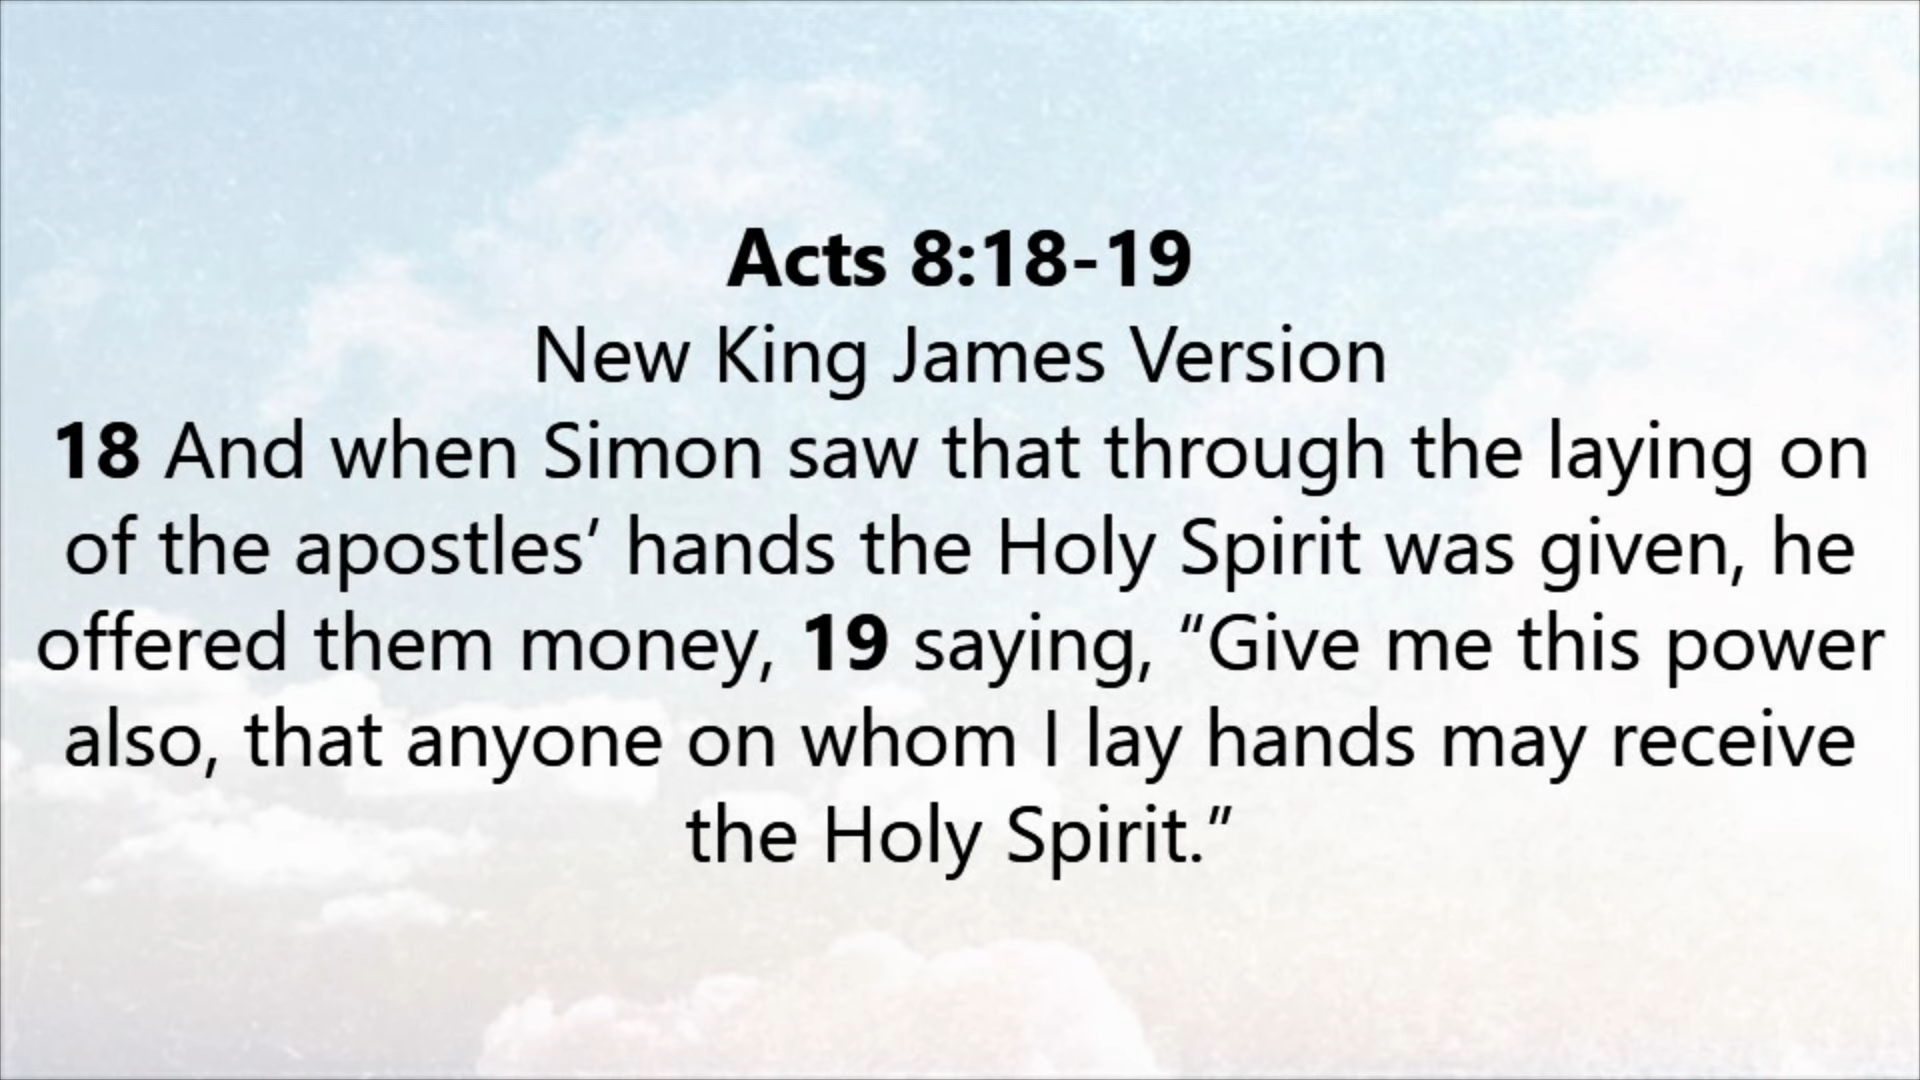 Acts 8:18-19
New King James Version
18 And when Simon saw that through the laying on
of the apostles’ hands the Holy Spirit was given, he
offered them money, 19 saying, “Give me this power
also, that anyone on whom I lay hands may receive
the Holy Spirit.”